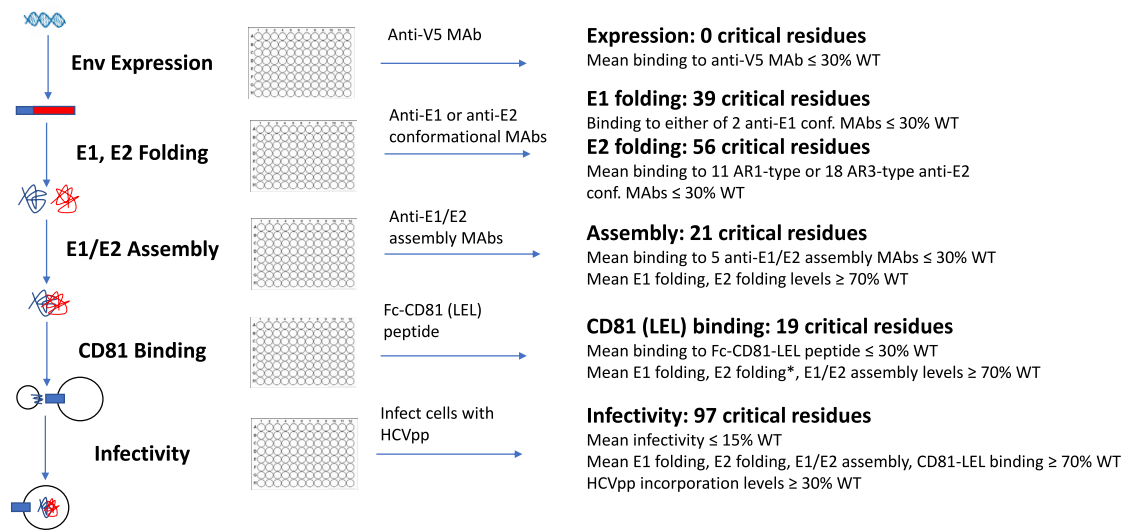 Env Expression
Anti-V5 MAb
Expression: 0 critical residues
Mean binding to anti-V5 MAb ≤ 30% WT
E1, E2 Folding
Anti-E1 or anti-E2
conformational MAbs
E1 folding: 39 critical residues
Binding to either of 2 anti-E1 conf. MAbs ≤ 30% WT
E2 folding: 56 critical residues
Mean binding to 11 AR1-type or 18 AR3-type anti-E2
conf. MAbs ≤ 30% WT
E1/E2 Assembly
Anti-E1/E2
assembly MAbs
Assembly: 21 critical residues
Mean binding to 5 anti-E1/E2 assembly MAbs ≤ 30% WT
Mean E1 folding, E2 folding levels ≥ 70% WT
CD81 Binding
Fc-CD81 (LEL)
peptide
CD81 (LEL) binding: 19 critical residues
Mean binding to Fc-CD81-LEL peptide ≤ 30% WT
Mean E1 folding, E2 folding*, E1/E2 assembly levels ≥ 70% WT
Infectivity
Infect cells with
HCVpp
Infectivity: 97 critical residues
Mean infectivity ≤ 15% WT
Mean E1 folding, E2 folding, E1/E2 assembly, CD81-LEL binding ≥ 70% WT
HCVpp incorporation levels ≥ 30% WT